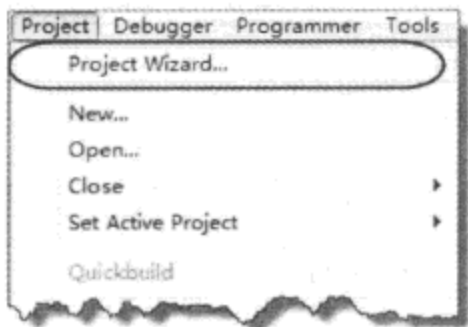 Project Debugger Programmer Tools
Project Wizard...
New...
Open...
Close
Set Active Project
Quickbuild